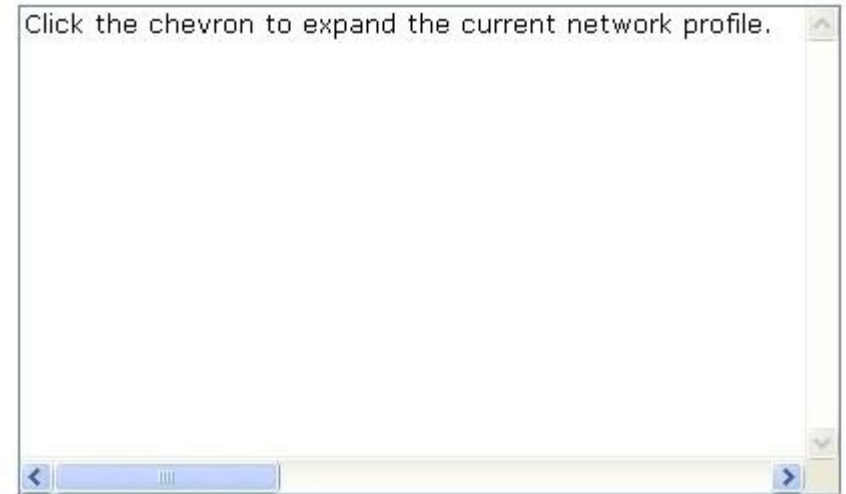 Click the chevron to expand the current network profile.